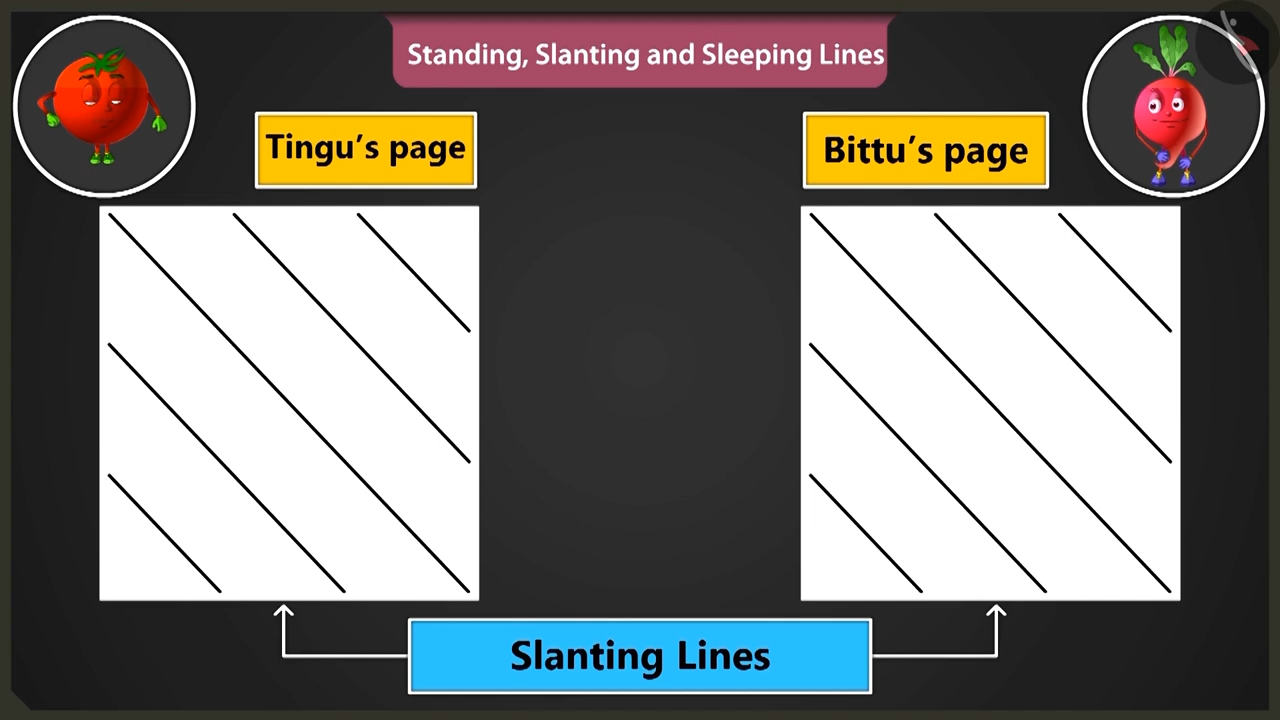 Standing, Slanting and Sleeping Lines
Tingu's page
Bittu's page
Slanting Lines